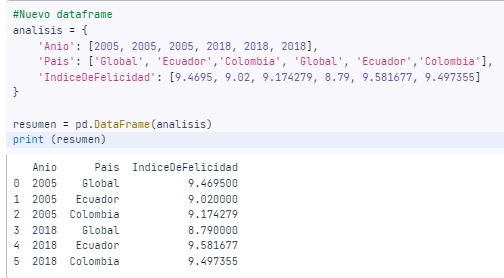 #Nuevo dataframe
analisis = {
    'Anio': [2005, 2005, 2005, 2018, 2018, 2018],
    'Pais': ['Global', 'Ecuador','Colombia', 'Global', 'Ecuador','Colombia'],
    'IndiceDeFelicidad': [9.4695, 9.02, 9.174279, 8.79, 9.581677, 9.497355]
}
resumen = pd.DataFrame(analisis)
print (resumen)
   Anio      Pais  IndiceDeFelicidad
0  2005    Global           9.469500
1  2005   Ecuador           9.020000
2  2005  Colombia           9.174279
3  2018    Global           8.790000
4  2018   Ecuador           9.581677
5  2018  Colombia           9.497355